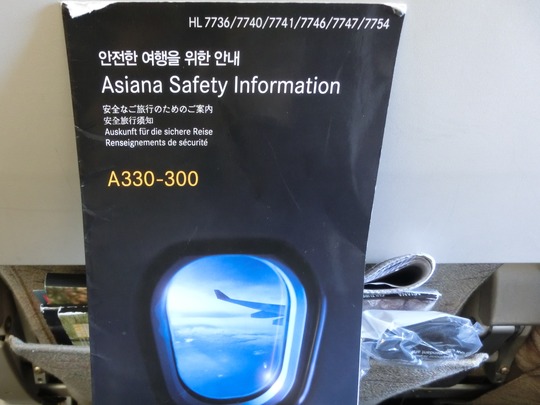 HL 7736/7740/7741/7746/7747/7754
안전한 여행을 위한 안내
Asiana Safety Information
安全なご旅行のためのご案内
安全旅行须知
Auskunft für die sichere Reise
Renseignements de sécurité
A330-300